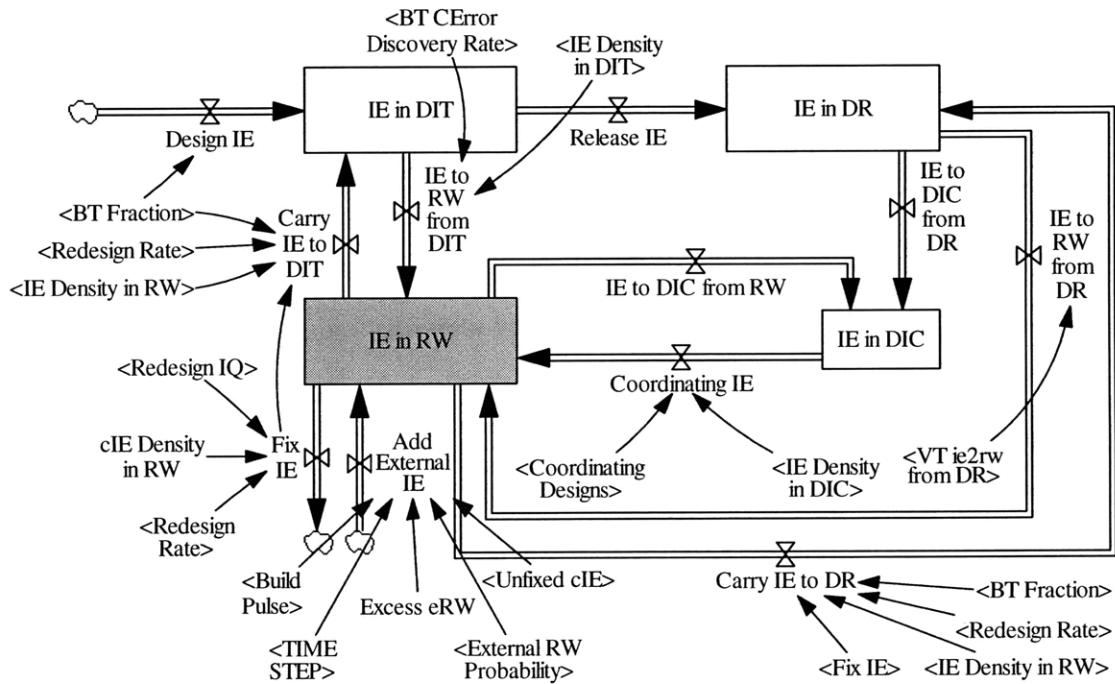 <BT CError
Discovery Rate>
<IE Density
in DIT>
IE in DIT
IE in DR
Design IE
Release IE
IE to
RW
from
DIT
IE to
DIC
from
DR
IE to
RW
from
DR
<BT Fraction>
<Redesign Rate>
<IE Density in RW>
Carry
IE to
DIT
IE to DIC from RW
IE in RW
IE in DIC
Coordinating IE
<Redesign IQ>
cIE Density
in RW
Fix
IE
<Redesign
Rate>
Add
External
IE
<Coordinating
Designs>
<IE Density
in DIC>
<VT ie2rw
from DR>
<Build
Pulse>
Excess eRW
<Unfixed cIE>
<TIME
STEP>
<External RW
Probability>
Carry IE to DR
<BT Fraction>
<Redesign Rate>
<Fix IE>
<IE Density in RW>